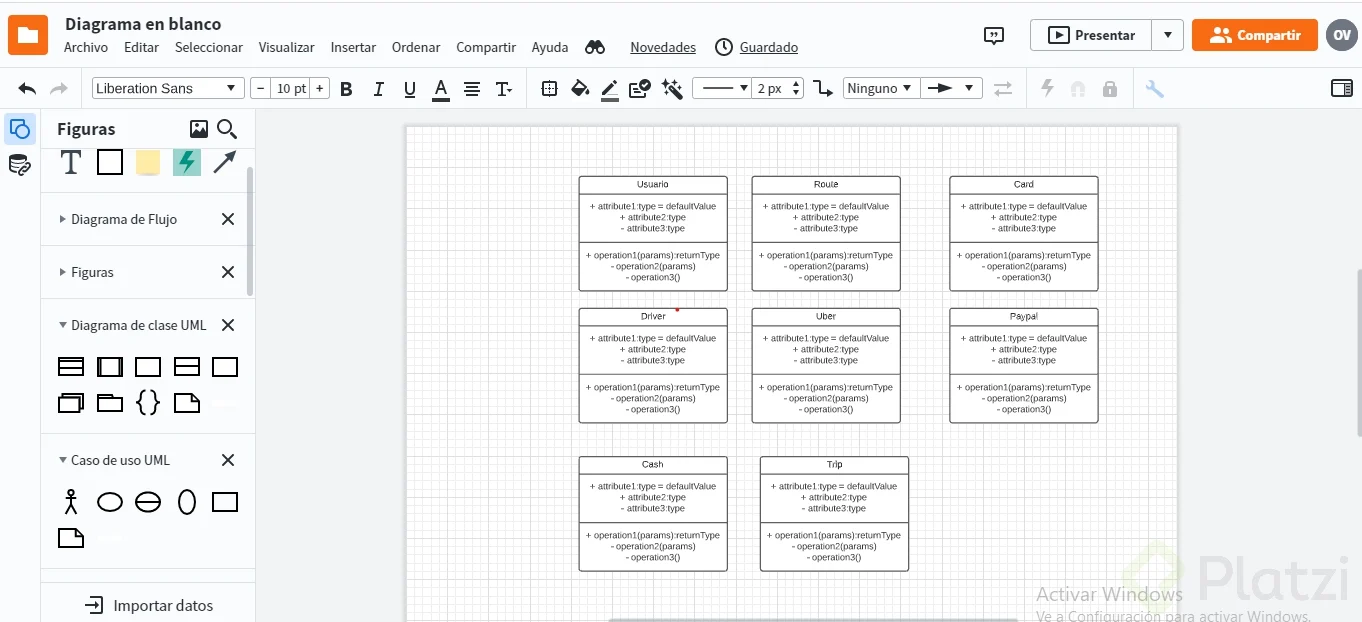 Diagrama en blanco
Archivo Editar Seleccionar Visualizar Insertar Ordenar Compartir Ayuda Novedades Guardado
Presentar
Compartir
OV
Liberation Sans
- 10 pt +
B I U A T
2 px
Ninguno
Figuras
T
Diagrama de Flujo
Figuras
Diagrama de clase UML
Caso de uso UML
Importar datos
Usuario
+ attribute1:type = defaultValue
+ attribute2:type
- attribute3:type
+ operation1(params):returnType
- operation2(params)
- operation3()
Route
+ attribute1:type = defaultValue
+ attribute2:type
- attribute3:type
+ operation1(params):returnType
- operation2(params)
- operation3()
Card
+ attribute1:type = defaultValue
+ attribute2:type
- attribute3:type
+ operation1(params):returnType
- operation2(params)
- operation3()
Driver
+ attribute1:type = defaultValue
+ attribute2:type
- attribute3:type
+ operation1(params):returnType
- operation2(params)
- operation3()
Uber
+ attribute1:type = defaultValue
+ attribute2:type
- attribute3:type
+ operation1(params):returnType
- operation2(params)
- operation3()
Paypal
+ attribute1:type = defaultValue
+ attribute2:type
- attribute3:type
+ operation1(params):returnType
- operation2(params)
- operation3()
Cash
+ attribute1:type = defaultValue
+ attribute2:type
- attribute3:type
+ operation1(params):returnType
- operation2(params)
- operation3()
Trip
+ attribute1:type = defaultValue
+ attribute2:type
- attribute3:type
+ operation1(params):returnType
- operation2(params)
- operation3()
Platzi
Activar Windows
Ve a Configuración para activar Windows.